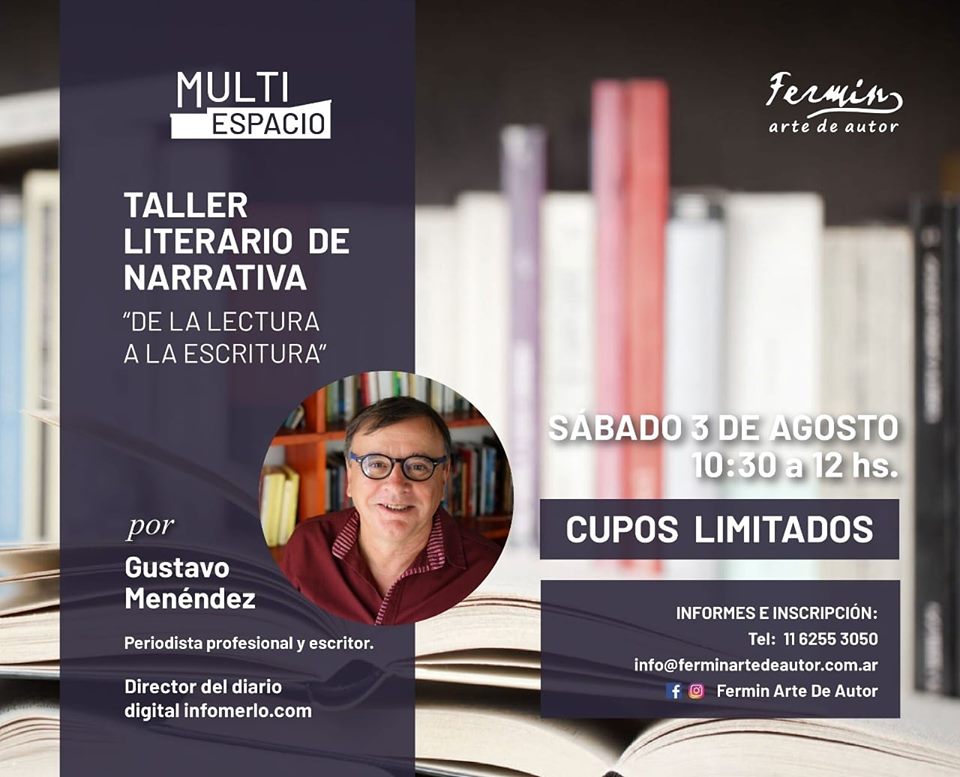 MULTI
ESPACIO
Fermin
arte de autor
TALLER
LITERARIO DE
NARRATIVA
“DE LA LECTURA
A LA ESCRITURA”
por
Gustavo
Menéndez
Periodista profesional y escritor.
Director del diario
digital infomerlo.com
SÁBADO 3 DE AGOSTO
10:30 a 12 hs.
CUPOS LIMITADOS
INFORMES E INSCRIPCIÓN:
Tel: 11 6255 3050
info@ferminartedeautor.com.ar
Fermin Arte De Autor